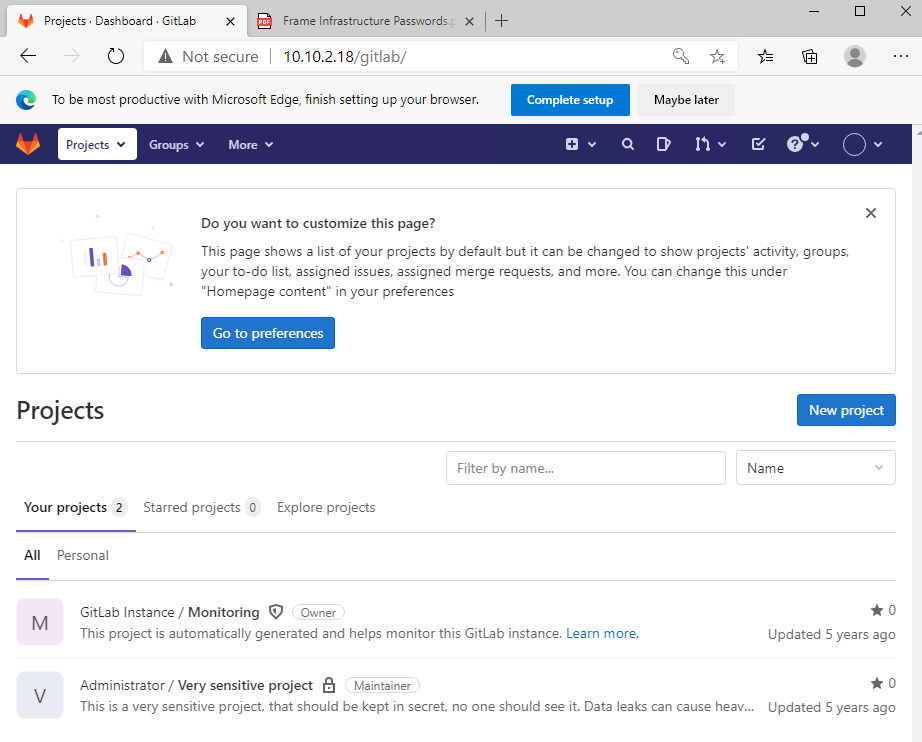 Projects · Dashboard · GitLab
Frame Infrastructure Passwords.p
Not secure 10.10.2.18/gitlab/
To be most productive with Microsoft Edge, finish setting up your browser. Complete setup Maybe later
Projects Groups More
Do you want to customize this page?
This page shows a list of your projects by default but it can be changed to show projects' activity, groups,
your to-do list, assigned issues, assigned merge requests, and more. You can change this under
"Homepage content" in your preferences
Go to preferences
Projects
New project
Filter by name... Name
Your projects 2 Starred projects 0 Explore projects
All Personal
M
GitLab Instance / Monitoring Owner 0
This project is automatically generated and helps monitor this GitLab instance. Learn more. Updated 5 years ago
V
Administrator / Very sensitive project Maintainer 0
This is a very sensitive project, that should be kept in secret, no one should see it. Data leaks can cause heav... Updated 5 years ago